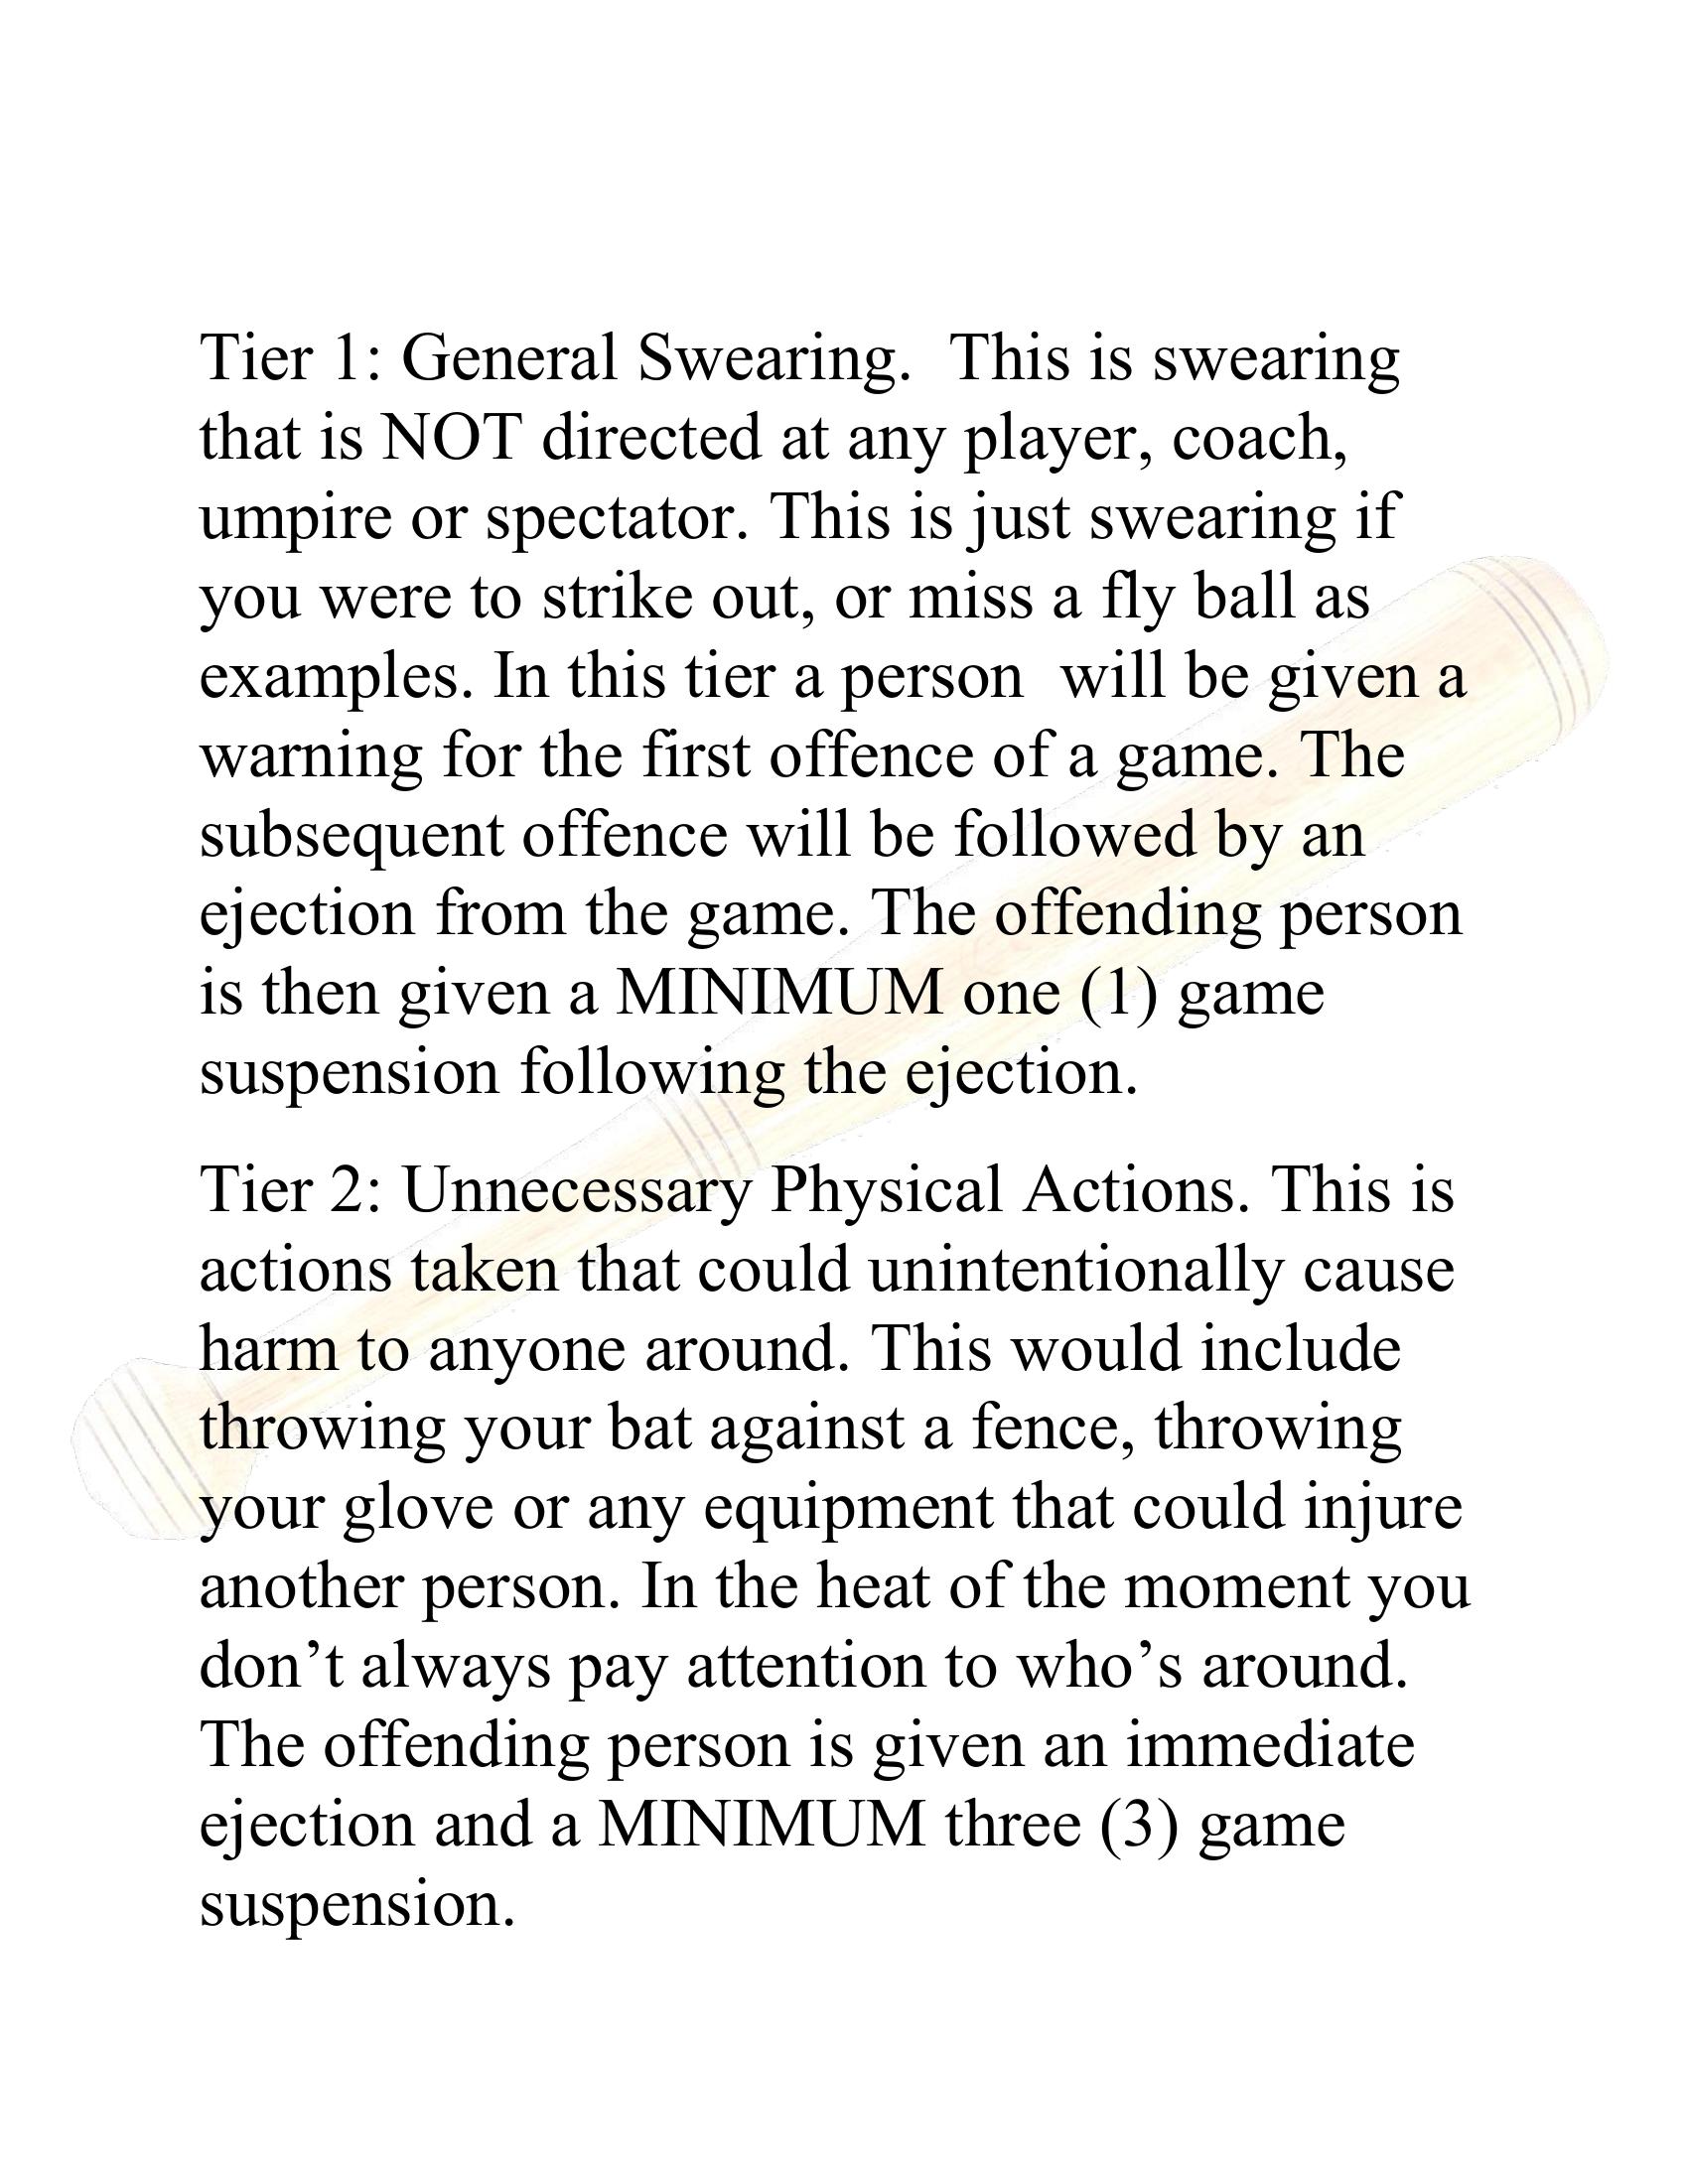 Tier 1: General Swearing.  This is swearing
that is NOT directed at any player, coach,
umpire or spectator. This is just swearing if
you were to strike out, or miss a fly ball as
examples. In this tier a person  will be given a
warning for the first offence of a game. The
subsequent offence will be followed by an
ejection from the game. The offending person
is then given a MINIMUM one (1) game
suspension following the ejection.
Tier 2: Unnecessary Physical Actions. This is
actions taken that could unintentionally cause
harm to anyone around. This would include
throwing your bat against a fence, throwing
your glove or any equipment that could injure
another person. In the heat of the moment you
don’t always pay attention to who’s around.
The offending person is given an immediate
ejection and a MINIMUM three (3) game
suspension.